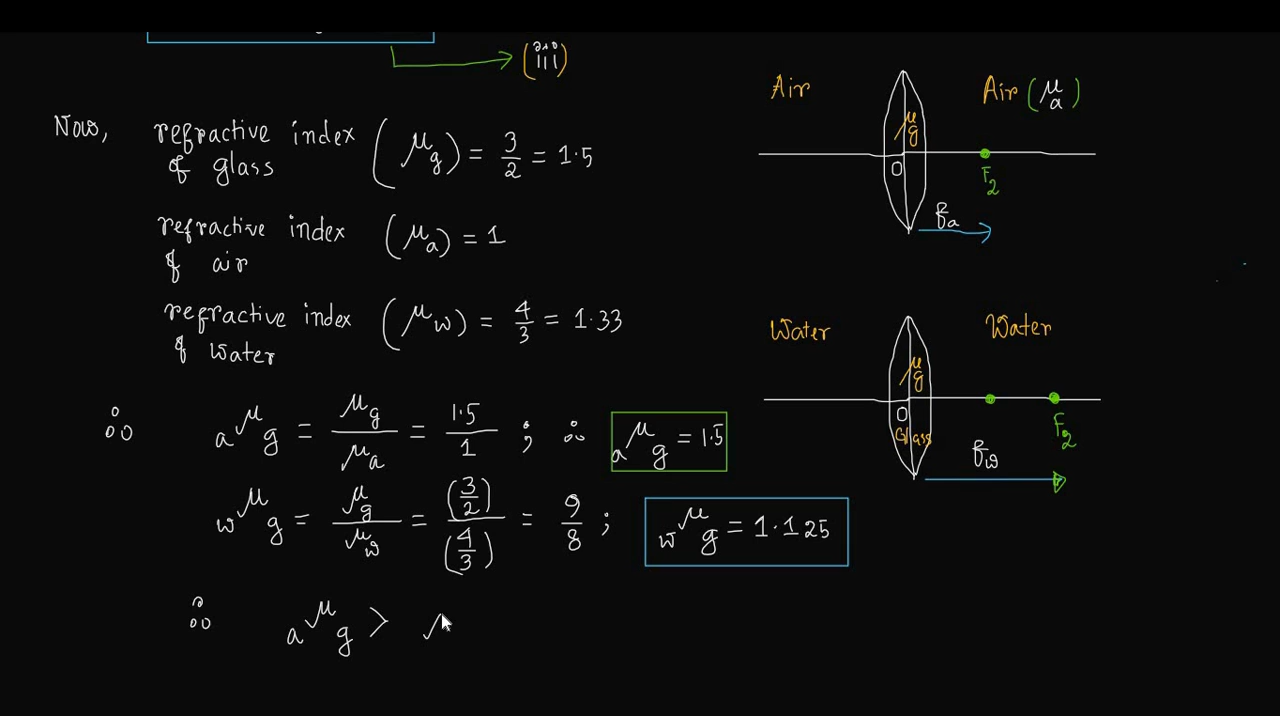 (iii)
Now, refractive index of glass (μg) = 3/2 = 1.5
refractive index of air (μa) = 1
refractive index of water (μw) = 4/3 = 1.33
∴ aμg = μg/μa = 1.5/1 ; ∴ aμg = 1.5
wμg = μg/μw = (3/2)/(4/3) = 9/8 ; wμg = 1.125
∴ aμg >
Air Air (μa)
μg
O
F2
fa
Water Water
μg
O
Glass
F2
fw